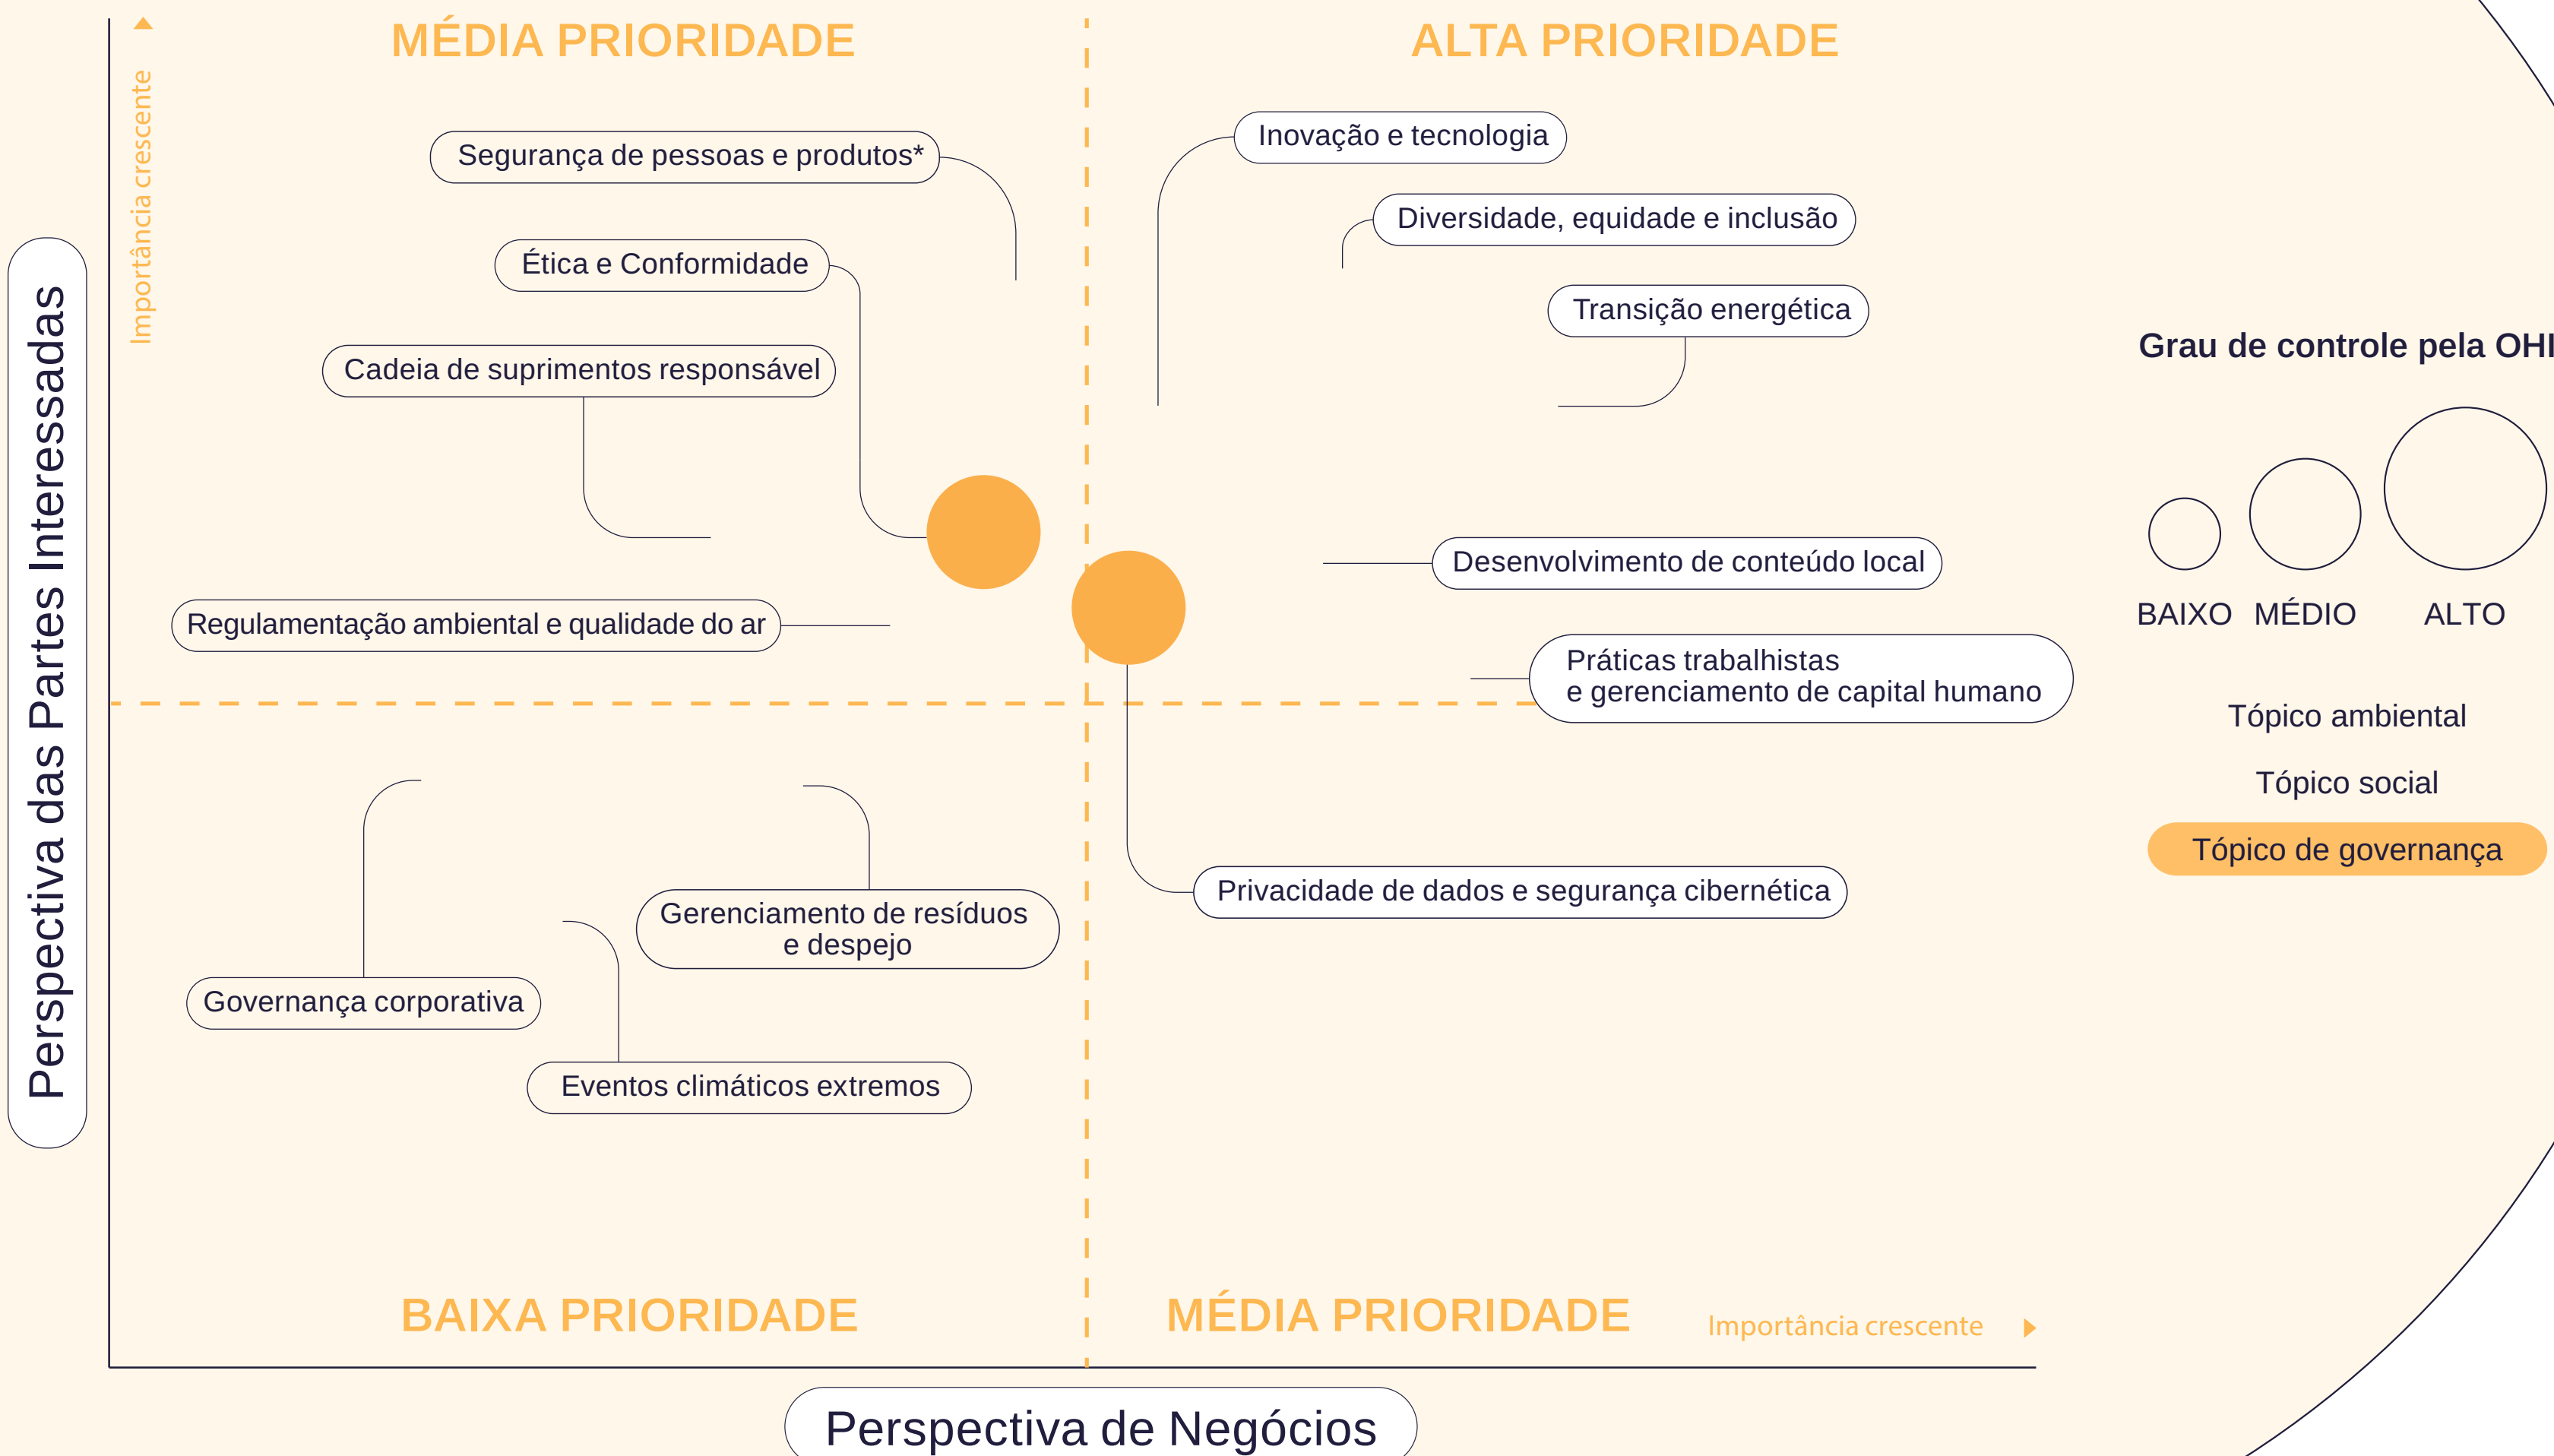 MÉDIA PRIORIDADE
ALTA PRIORIDADE
Importância crescente
Perspectiva das Partes Interessadas
Segurança de pessoas e produtos*
Ética e Conformidade
Cadeia de suprimentos responsável
Regulamentação ambiental e qualidade do ar
Inovação e tecnologia
Diversidade, equidade e inclusão
Transição energética
Desenvolvimento de conteúdo local
Práticas trabalhistas
e gerenciamento de capital humano
Privacidade de dados e segurança cibernética
Gerenciamento de resíduos
e despejo
Governança corporativa
Eventos climáticos extremos
BAIXA PRIORIDADE
MÉDIA PRIORIDADE
Importância crescente
Perspectiva de Negócios
Grau de controle pela OHI
BAIXO
MÉDIO
ALTO
Tópico ambiental
Tópico social
Tópico de governança